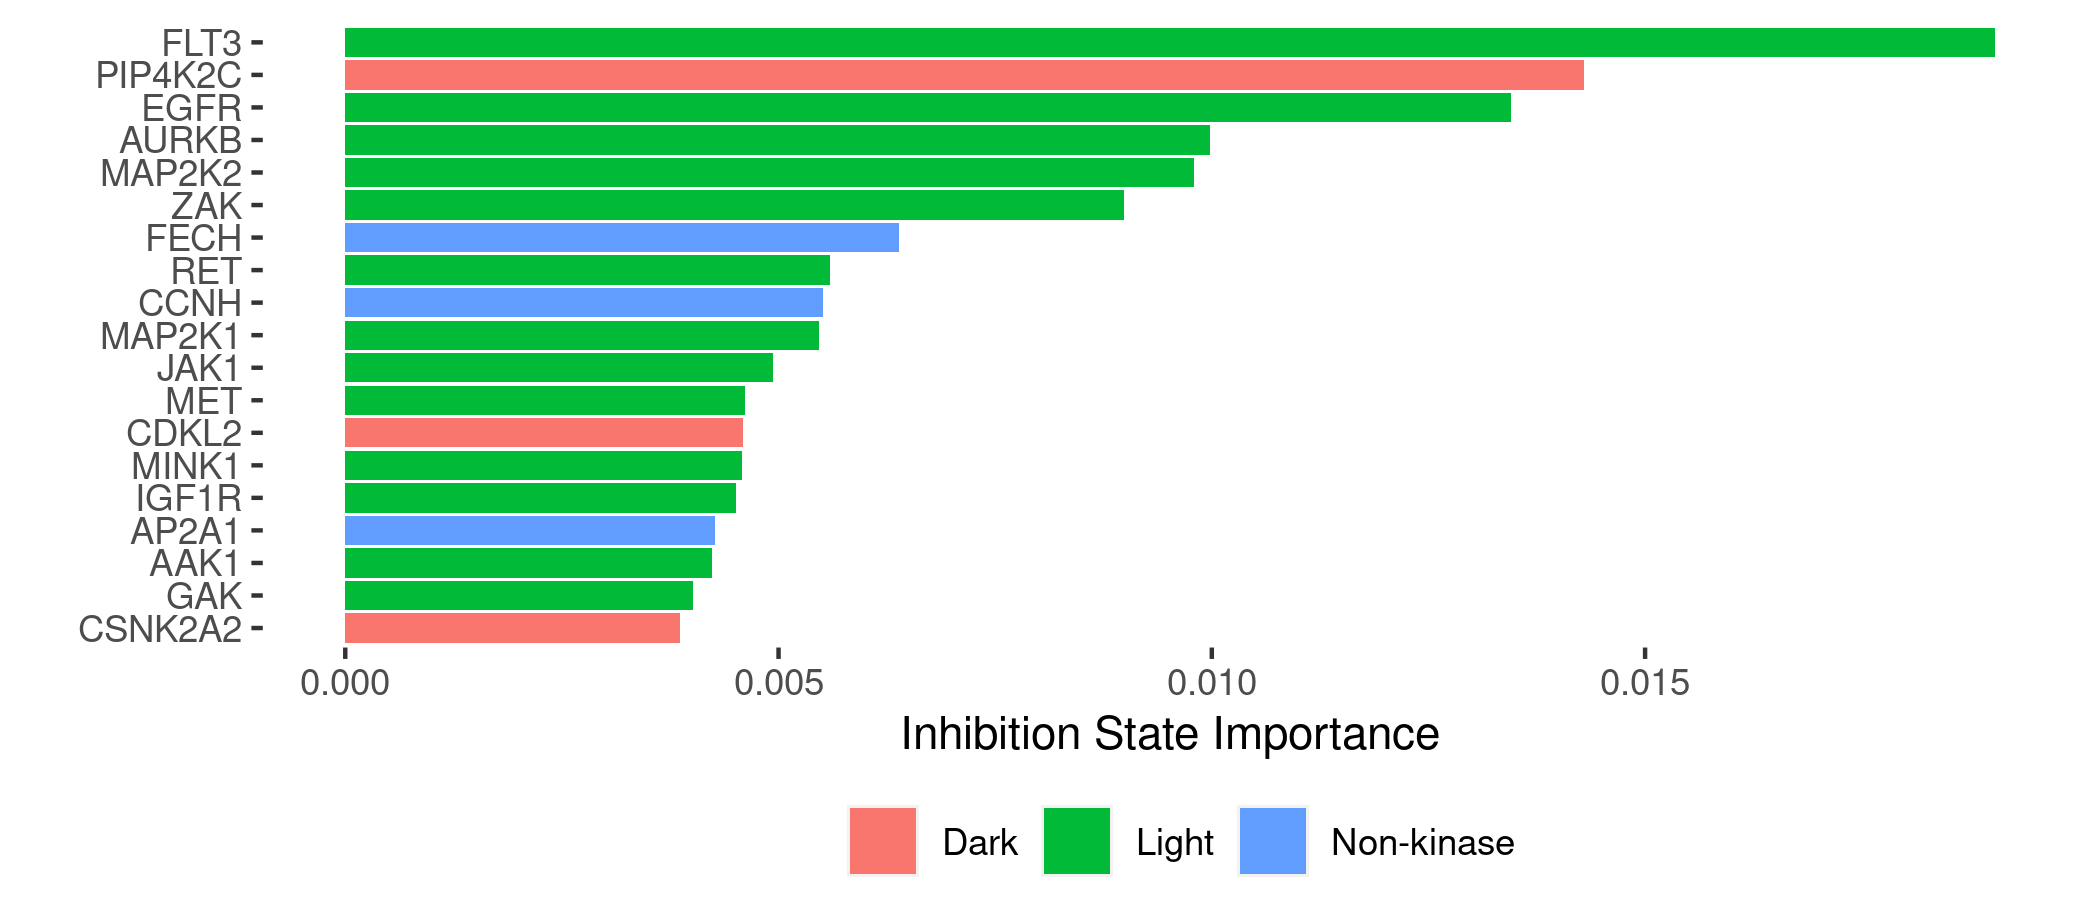 FLT3
PIP4K2C
EGFR
AURKB
MAP2K2
ZAK
FECH
RET
CCNH
MAP2K1
JAK1
MET
CDKL2
MINK1
IGF1R
AP2A1
AAK1
GAK
CSNK2A2
0.000 0.005 0.010 0.015
Inhibition State Importance
Dark Light Non-kinase